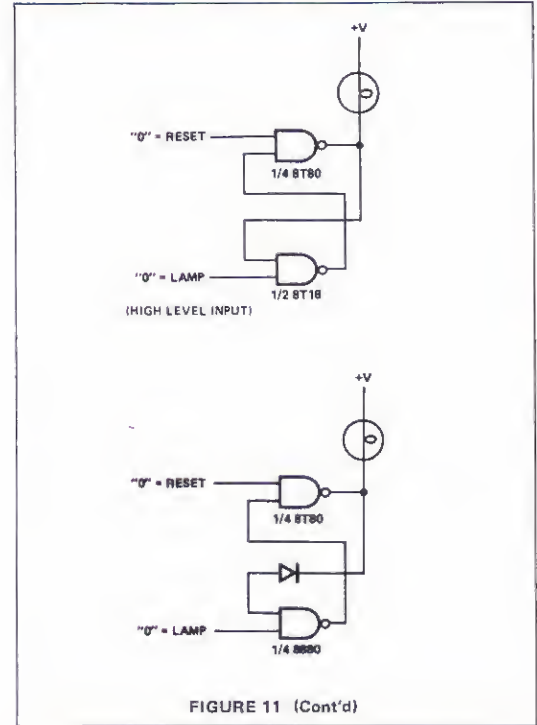 +V
"0" = RESET
1/4 8T80
"0" = LAMP
1/2 8T18
(HIGH LEVEL INPUT)
+V
"0" = RESET
1/4 8T80
"0" = LAMP
1/4 8880
FIGURE 11 (Cont'd)